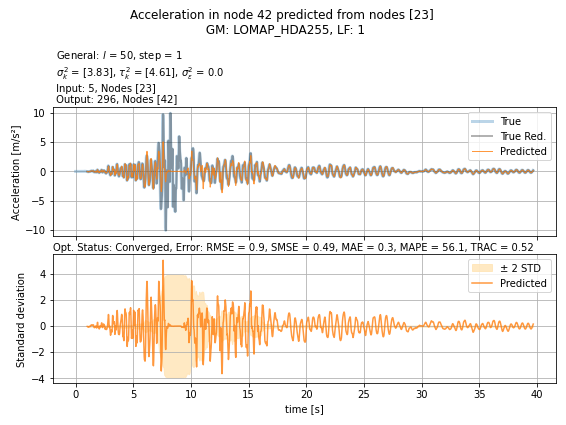 Acceleration in node 42 predicted from nodes [23]
GM: LOMAP_HDA255, LF: 1
General: l = 50, step = 1
σ²ₖ = [3.83], τ²ₖ = [4.61], σ²ε = 0.0
Input: 5, Nodes [23]
Output: 296, Nodes [42]
Acceleration [m/s²]
10
5
0
−5
−10
True
True Red.
Predicted
Opt. Status: Converged, Error: RMSE = 0.9, SMSE = 0.49, MAE = 0.3, MAPE = 56.1, TRAC = 0.52
Standard deviation
4
2
0
−2
−4
± 2 STD
Predicted
0 5 10 15 20 25 30 35 40
time [s]